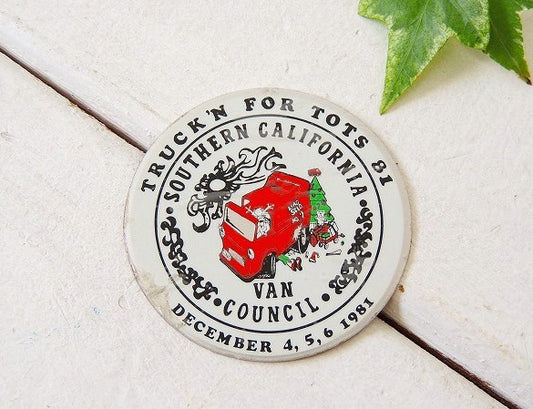 TRUCK'N FOR TOTS 81
SOUTHERN CALIFORNIA
VAN
COUNCIL
DECEMBER 4, 5, 6 1981